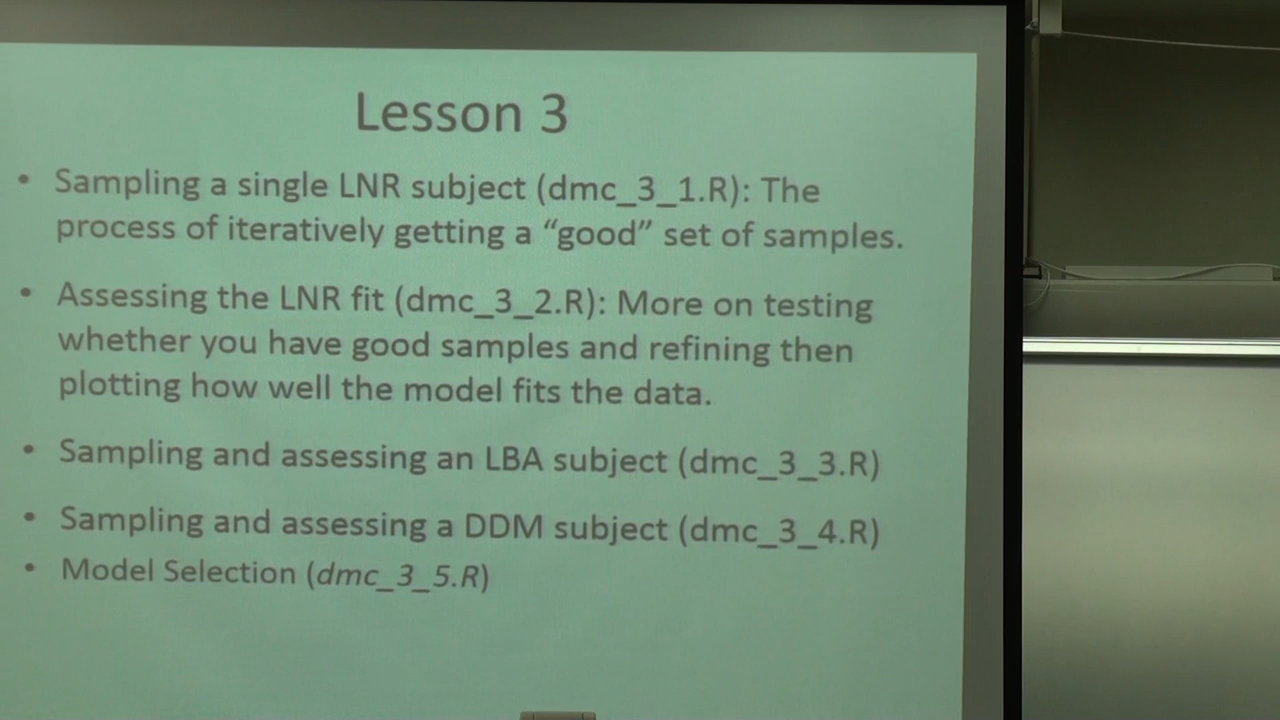 Lesson 3
• Sampling a single LNR subject (dmc_3_1.R): The
process of iteratively getting a “good” set of samples.
• Assessing the LNR fit (dmc_3_2.R): More on testing
whether you have good samples and refining then
plotting how well the model fits the data.
• Sampling and assessing an LBA subject (dmc_3_3.R)
• Sampling and assessing a DDM subject (dmc_3_4.R)
• Model Selection (dmc_3_5.R)